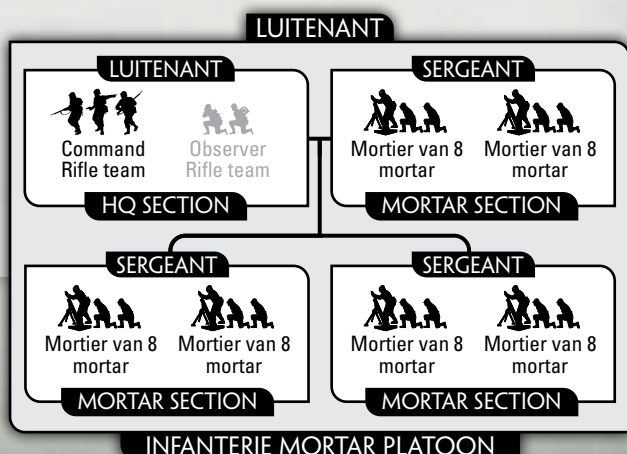 LUITENANT
LUITENANT
Command
Rifle team
Observer
Rifle team
HQ SECTION
SERGEANT
Mortier van 8
mortar
Mortier van 8
mortar
MORTAR SECTION
SERGEANT
Mortier van 8
mortar
Mortier van 8
mortar
MORTAR SECTION
SERGEANT
Mortier van 8
mortar
Mortier van 8
mortar
MORTAR SECTION
INFANTERIE MORTAR PLATOON